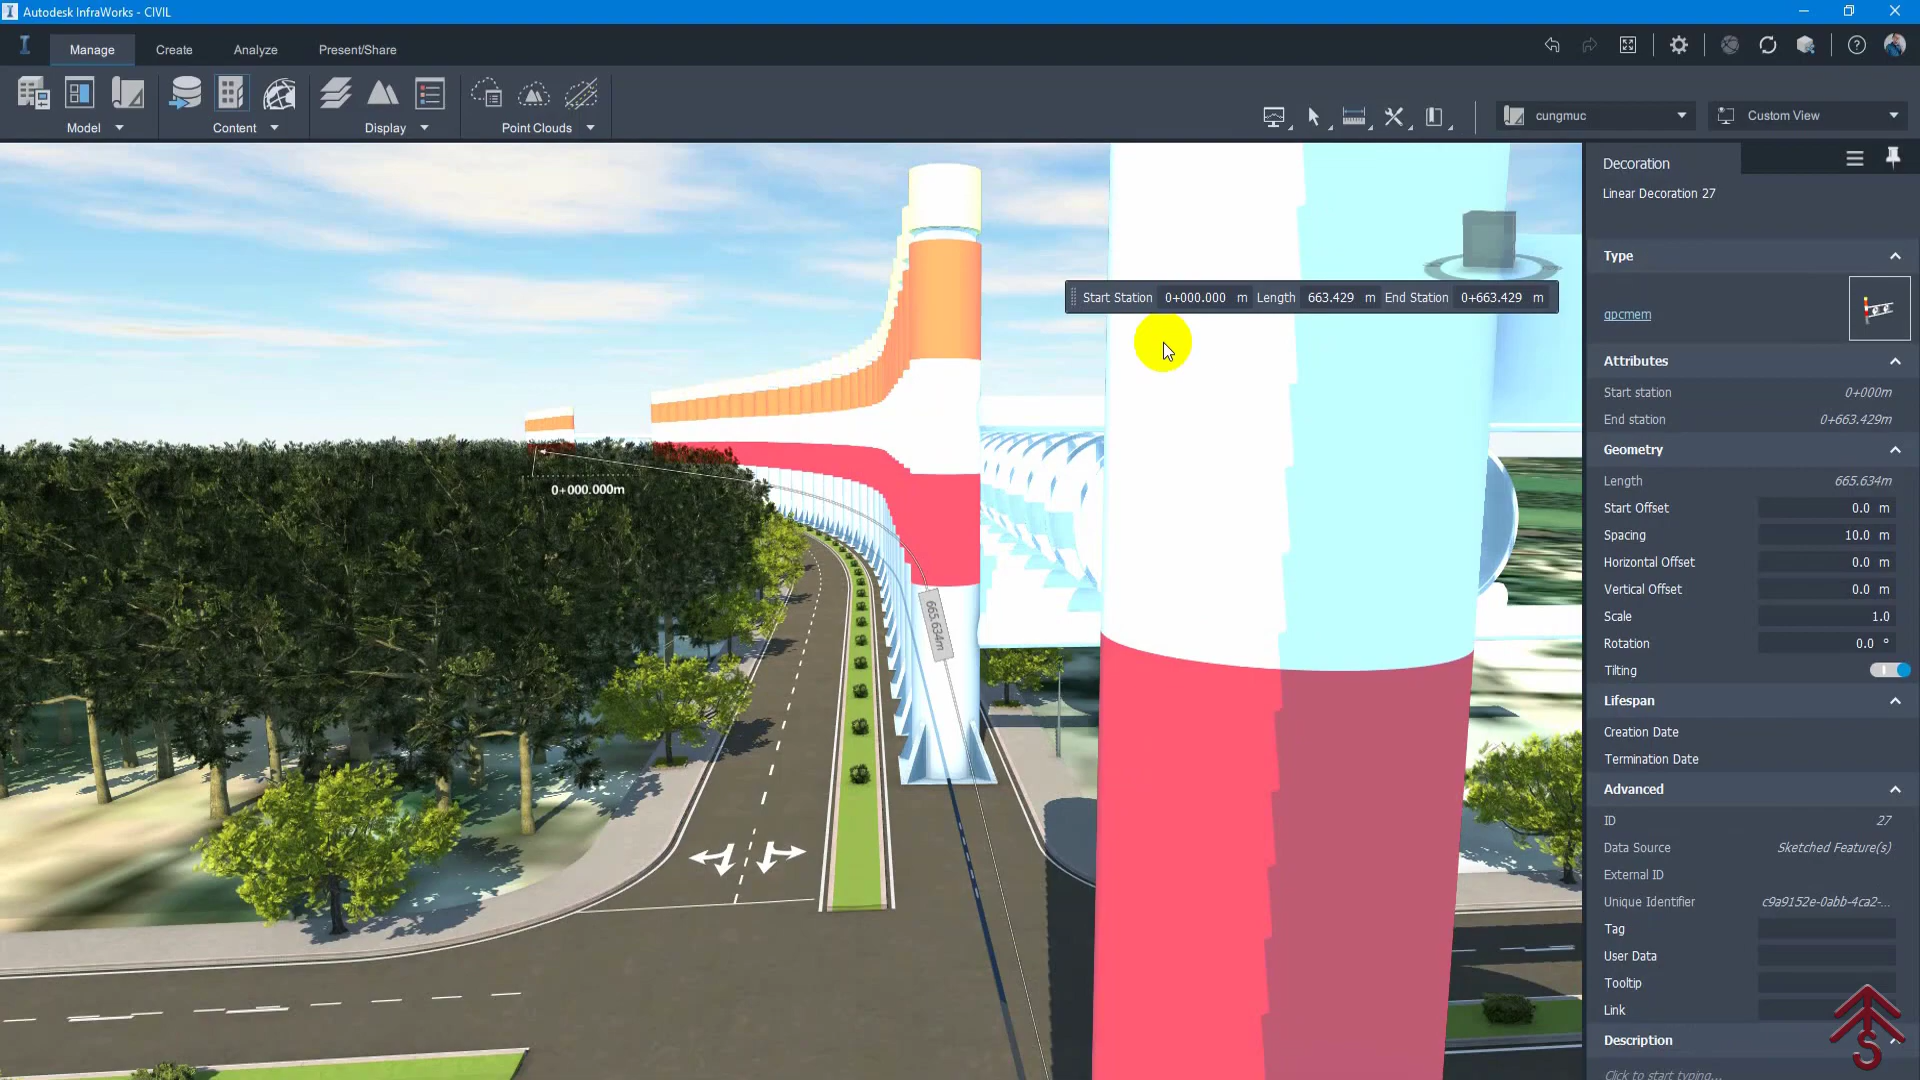 Autodesk InfraWorks - CIVIL
Manage Create Analyze Present/Share
Model Content Display Point Clouds
cungmuc Custom View
Decoration
Linear Decoration 27
Type
gpcmem
Attributes
Start station 0+000m
End station 0+663.429m
Geometry
Length 665.634m
Start Offset 0.0 m
Spacing 10.0 m
Horizontal Offset 0.0 m
Vertical Offset 0.0 m
Scale 1.0
Rotation 0.0 °
Tilting
Lifespan
Creation Date
Termination Date
Advanced
ID 27
Data Source Sketched Feature(s)
External ID
Unique Identifier c9a9152e-0abb-4ca2-...
Tag
User Data
Tooltip
Link
Description
Click to start typing...
Start Station 0+000.000 m Length 663.429 m End Station 0+663.429 m
0+000.000m
665.634m
S